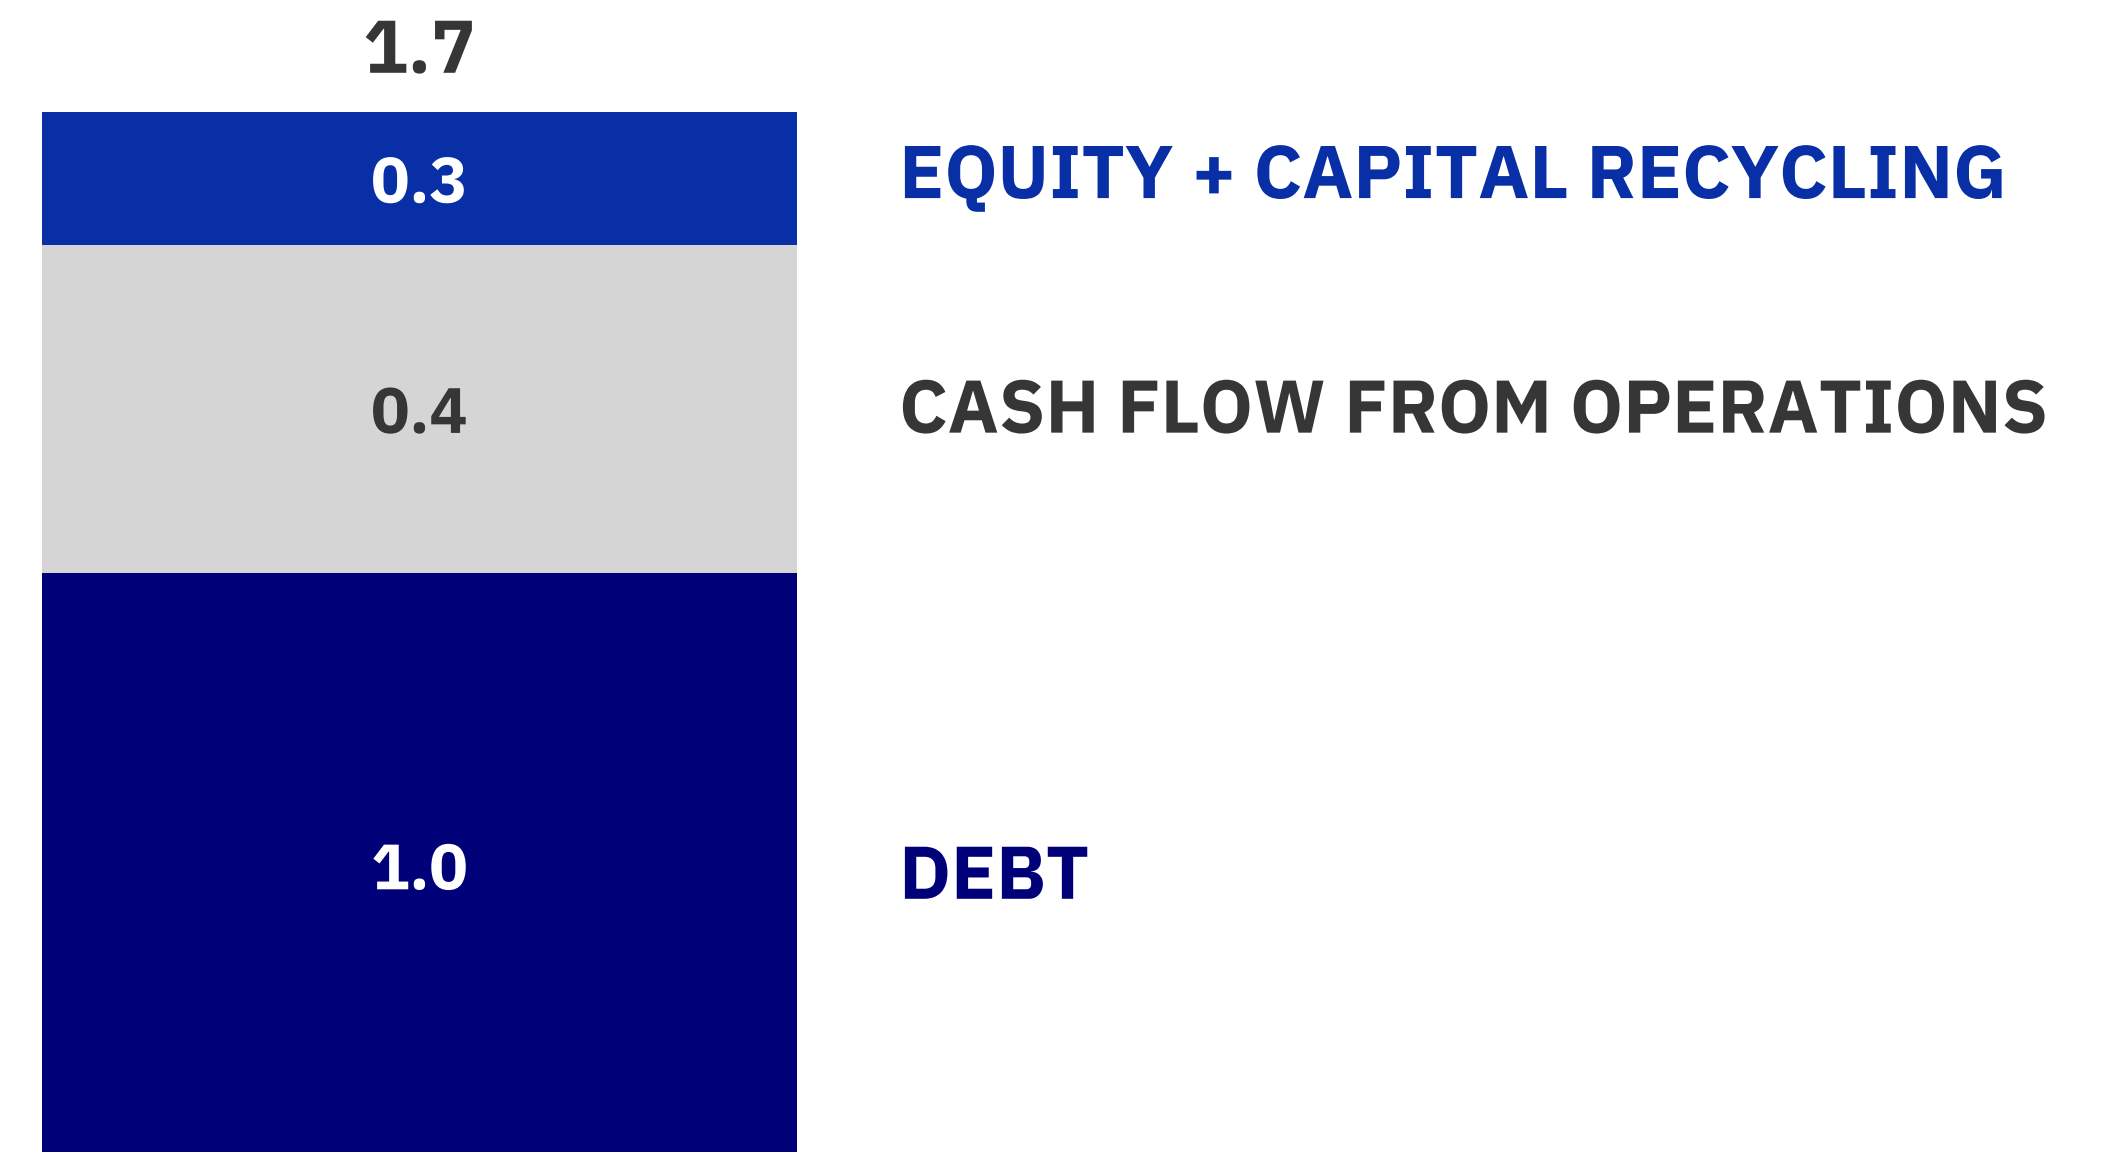 1.7
0.3 EQUITY + CAPITAL RECYCLING
0.4 CASH FLOW FROM OPERATIONS
1.0 DEBT